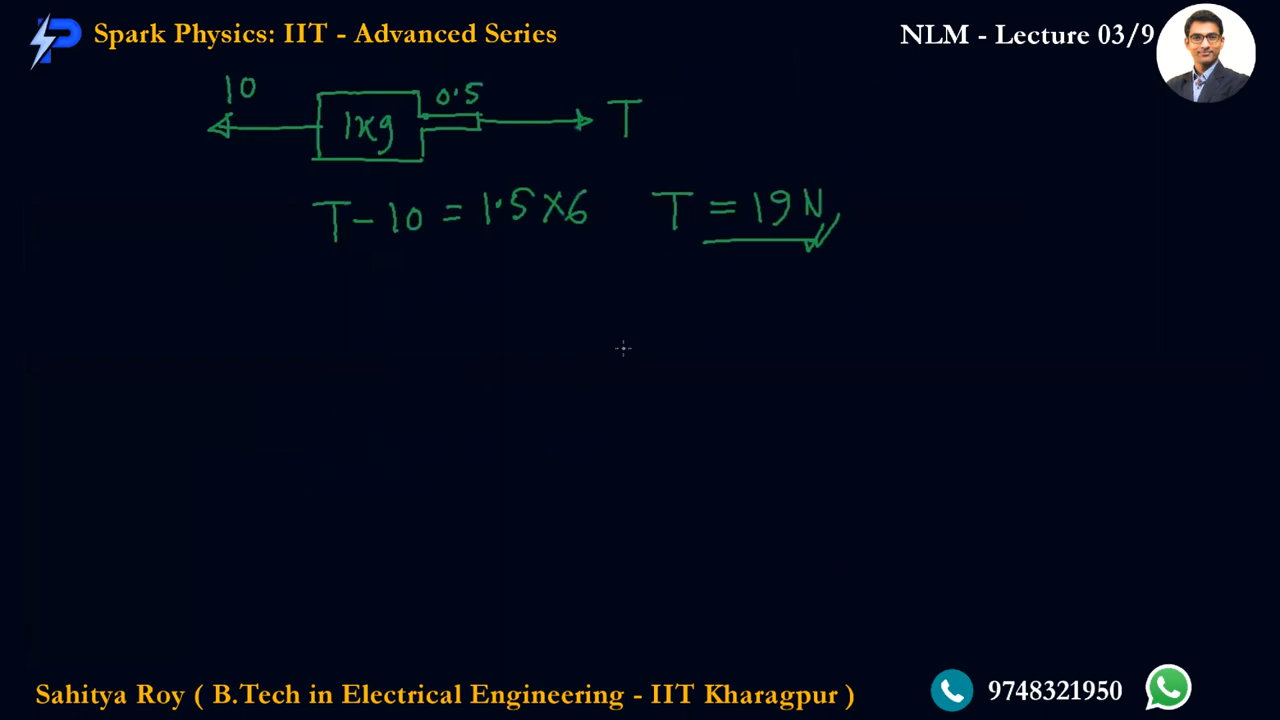 Spark Physics: IIT - Advanced Series
NLM - Lecture 03/9
10
1kg
0.5
T
T - 10 = 1.5 × 6 T = 19 N
Sahitya Roy ( B.Tech in Electrical Engineering - IIT Kharagpur )
9748321950